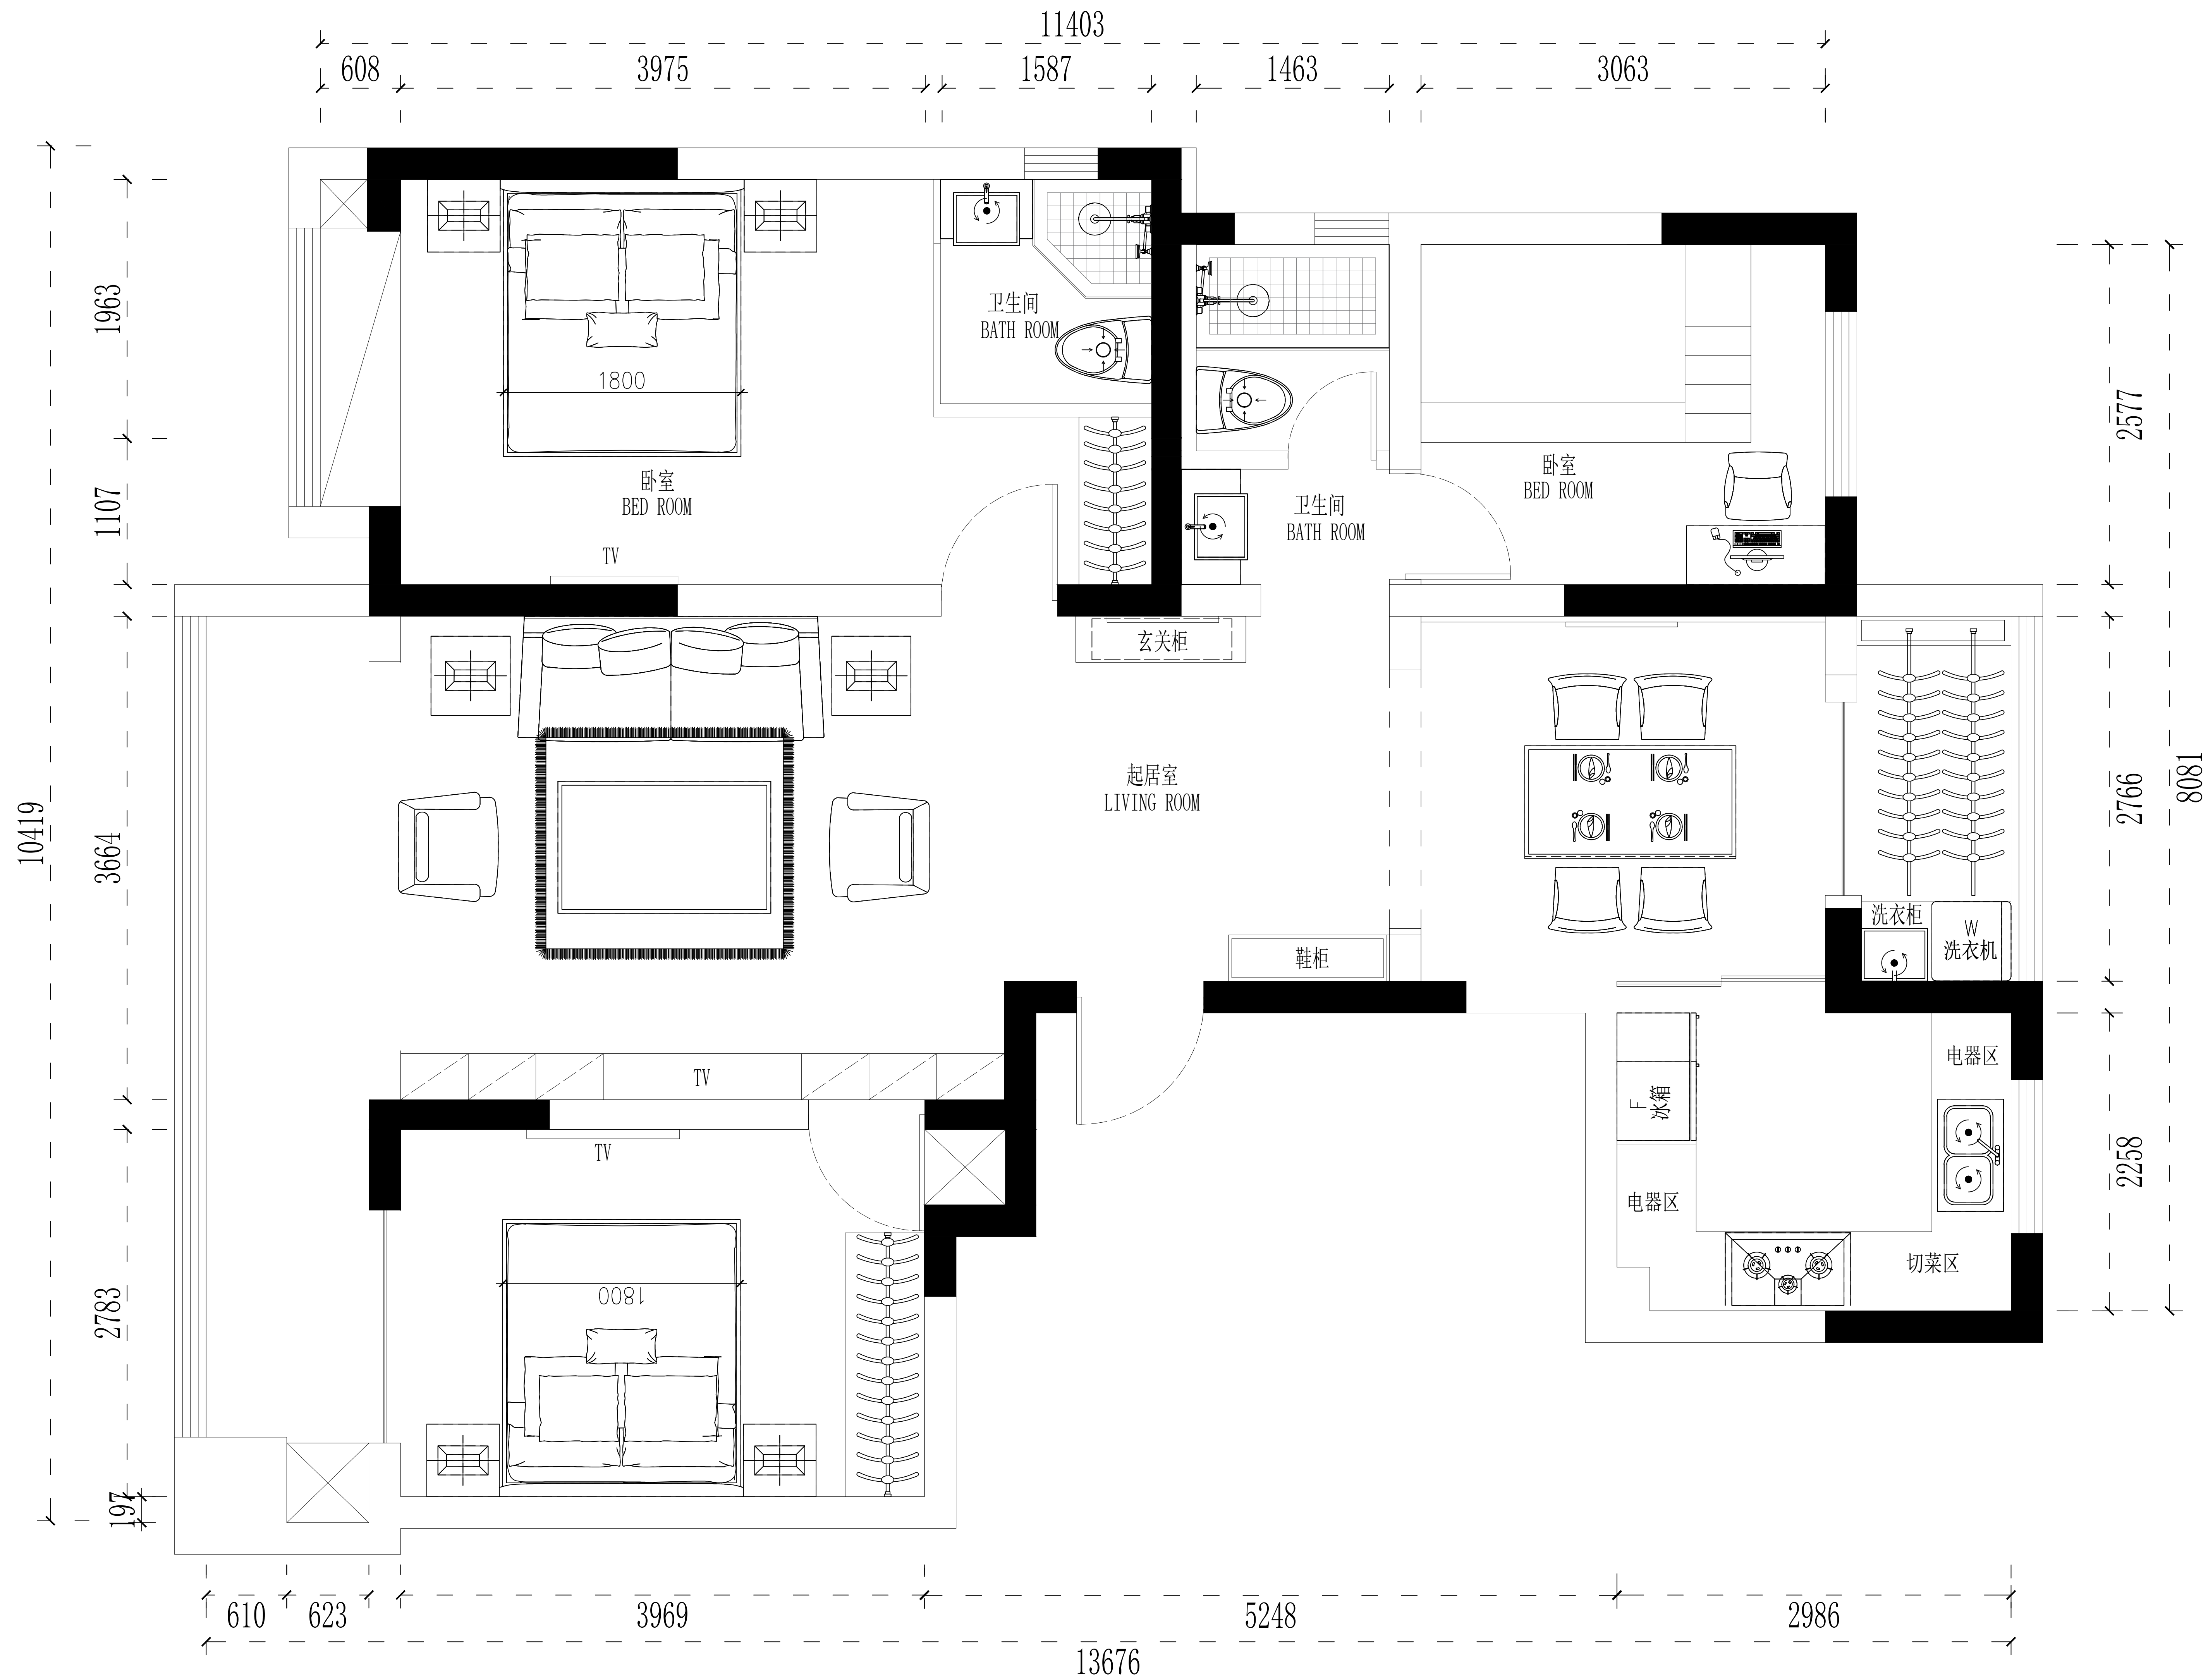 11403
608
3975
1587
1463
3063
1963
1107
3664
2783
197
10419
2577
2766
2258
8081
1800
卧室
BED ROOM
TV
卫生间
BATH ROOM
卫生间
BATH ROOM
卧室
BED ROOM
玄关柜
起居室
LIVING ROOM
鞋柜
洗衣柜
W
洗衣机
TV
TV
1800
F
冰箱
电器区
电器区
切菜区
610
623
3969
5248
2986
13676